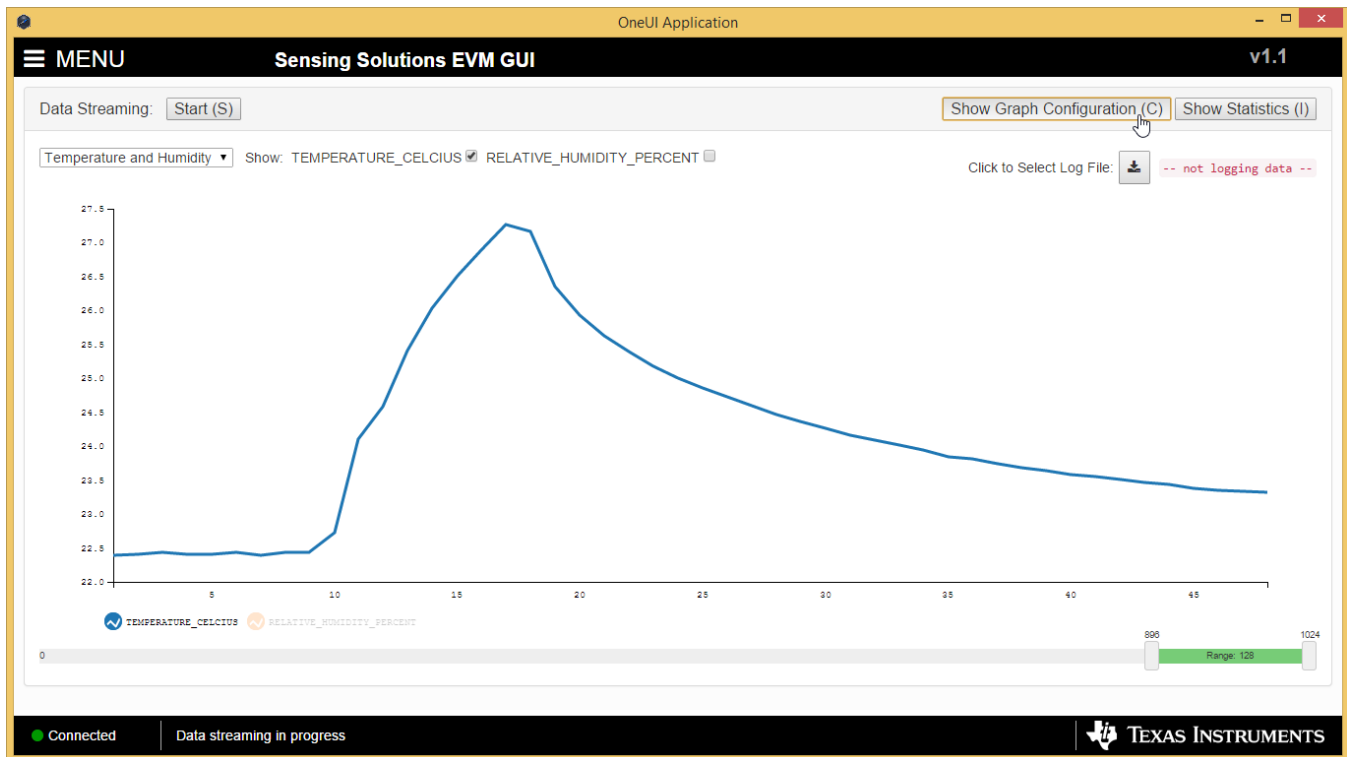 OneUI Application
MENU Sensing Solutions EVM GUI v1.1
Data Streaming: Start (S) Show Graph Configuration (C) Show Statistics (I)
Temperature and Humidity Show: TEMPERATURE_CELCIUS RELATIVE_HUMIDITY_PERCENT
Click to Select Log File: -- not logging data --
27.5
27.0
26.5
26.0
25.5
25.0
24.5
24.0
23.5
23.0
22.5
22.0
5 10 15 20 25 30 35 40 45
TEMPERATURE_CELCIUS RELATIVE_HUMIDITY_PERCENT
896 1024
0 Range: 128
Connected Data streaming in progress TEXAS INSTRUMENTS